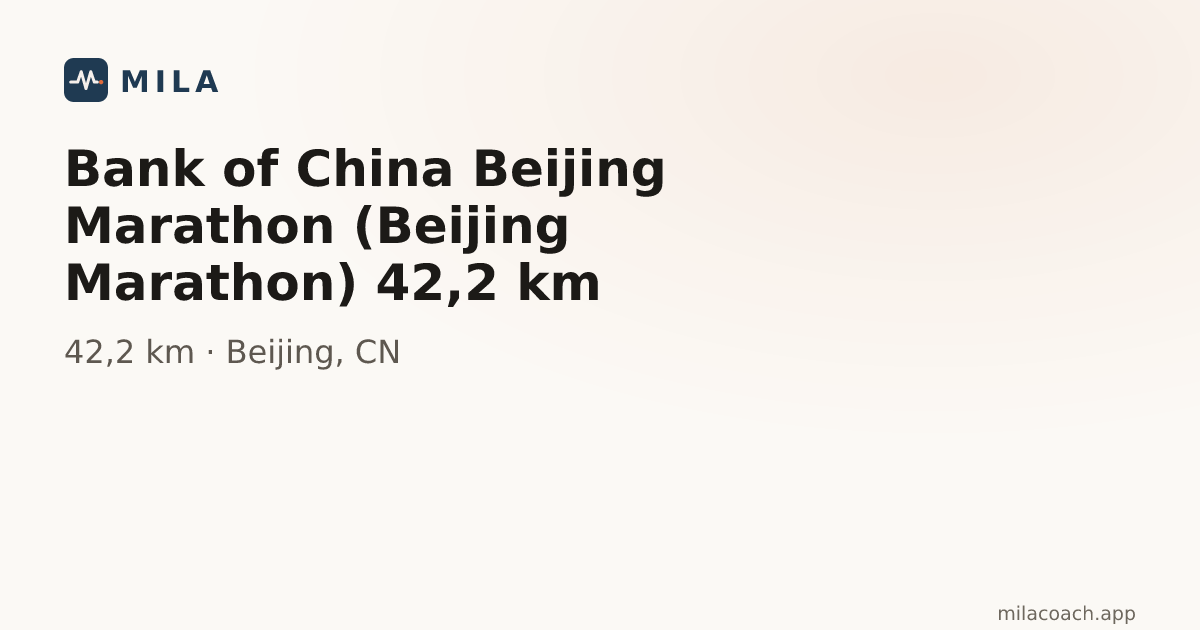 MILA
Bank of China Beijing
Marathon (Beijing
Marathon) 42,2 km
42,2 km · Beijing, CN
milacoach.app